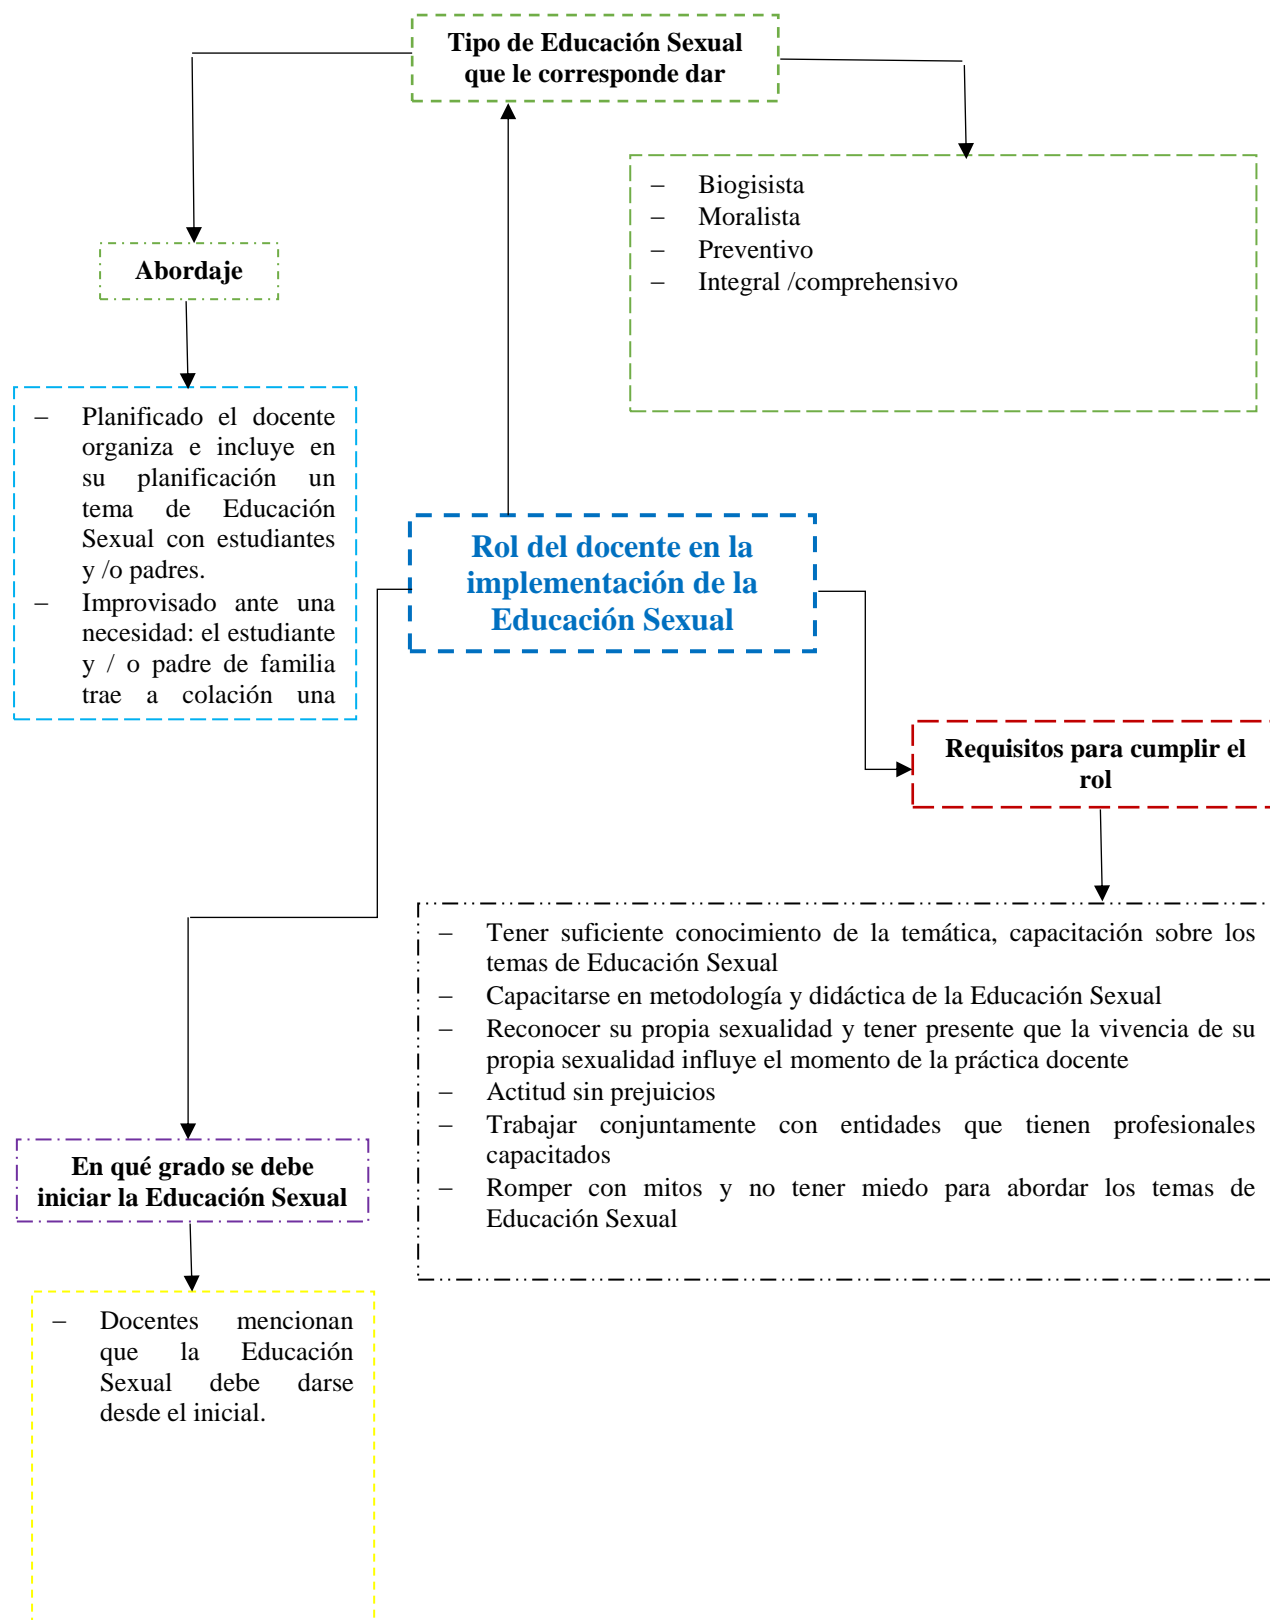 Tipo de Educación Sexual
que le corresponde dar
– Biogisista
– Moralista
– Preventivo
– Integral /comprehensivo
Abordaje
– Planificado el docente
organiza e incluye en
su planificación un
tema de Educación
Sexual con estudiantes
y /o padres.
– Improvisado ante una
necesidad: el estudiante
y / o padre de familia
trae a colación una
Rol del docente en la
implementación de la
Educación Sexual
Requisitos para cumplir el
rol
– Tener suficiente conocimiento de la temática, capacitación sobre los
temas de Educación Sexual
– Capacitarse en metodología y didáctica de la Educación Sexual
– Reconocer su propia sexualidad y tener presente que la vivencia de su
propia sexualidad influye el momento de la práctica docente
– Actitud sin prejuicios
– Trabajar conjuntamente con entidades que tienen profesionales
capacitados
– Romper con mitos y no tener miedo para abordar los temas de
Educación Sexual
En qué grado se debe
iniciar la Educación Sexual
– Docentes mencionan
que la Educación
Sexual debe darse
desde el inicial.